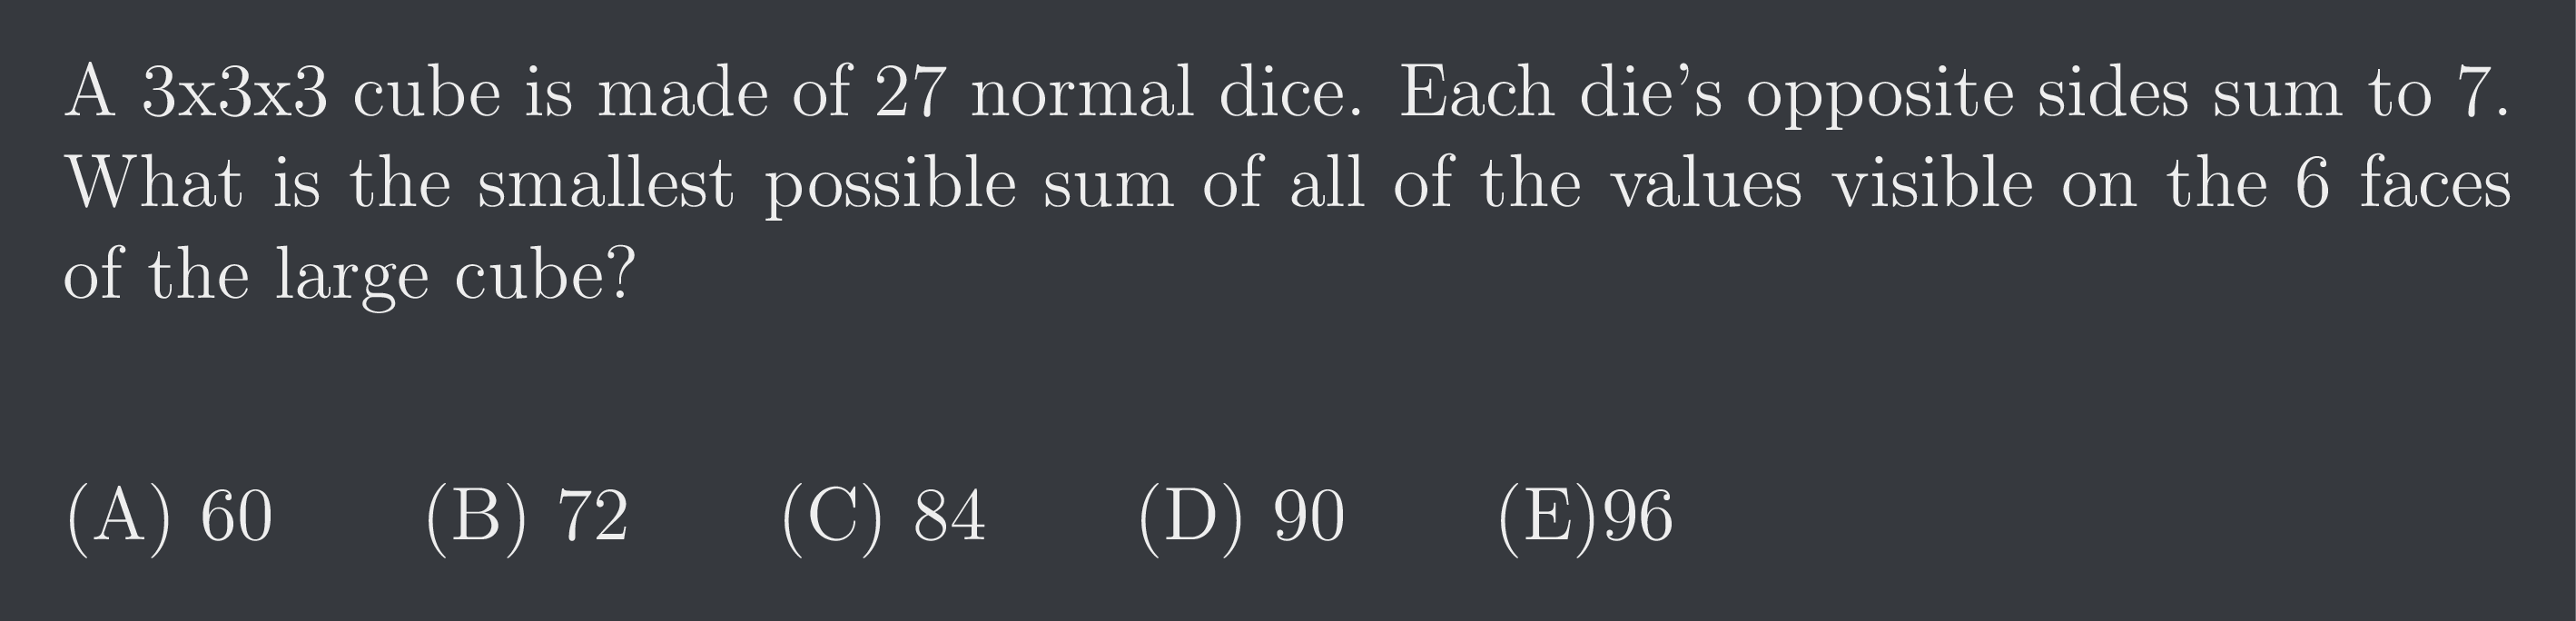 A 3x3x3 cube is made of 27 normal dice. Each die's opposite sides sum to 7.
What is the smallest possible sum of all of the values visible on the 6 faces
of the large cube?
(A) 60 (B) 72 (C) 84 (D) 90 (E)96